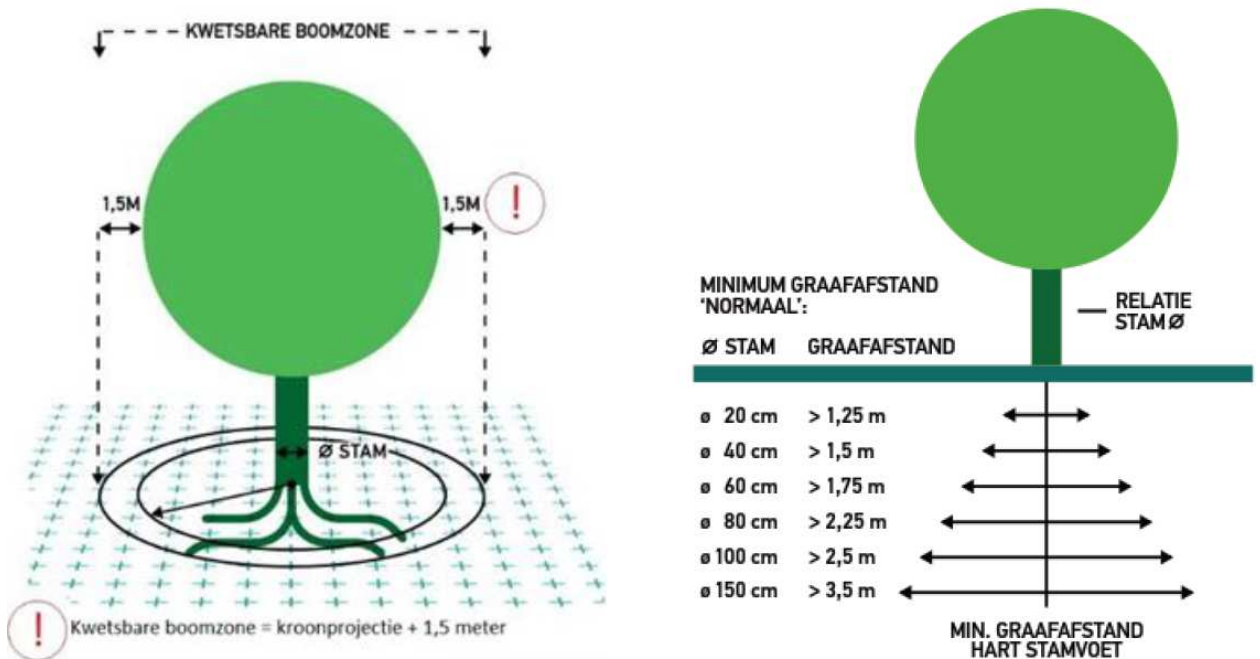 KWETSBARE BOOMZONE
1,5M
1,5M
!
Ø STAM
! Kwetsbare boomzone = kroonprojectie + 1,5 meter
MINIMUM GRAAFAFSTAND
‘NORMAAL’:
RELATIE
STAM Ø
Ø STAM GRAAFAFSTAND
ø 20 cm > 1,25 m
ø 40 cm > 1,5 m
ø 60 cm > 1,75 m
ø 80 cm > 2,25 m
ø 100 cm > 2,5 m
ø 150 cm > 3,5 m
MIN. GRAAFAFSTAND
HART STAMVOET